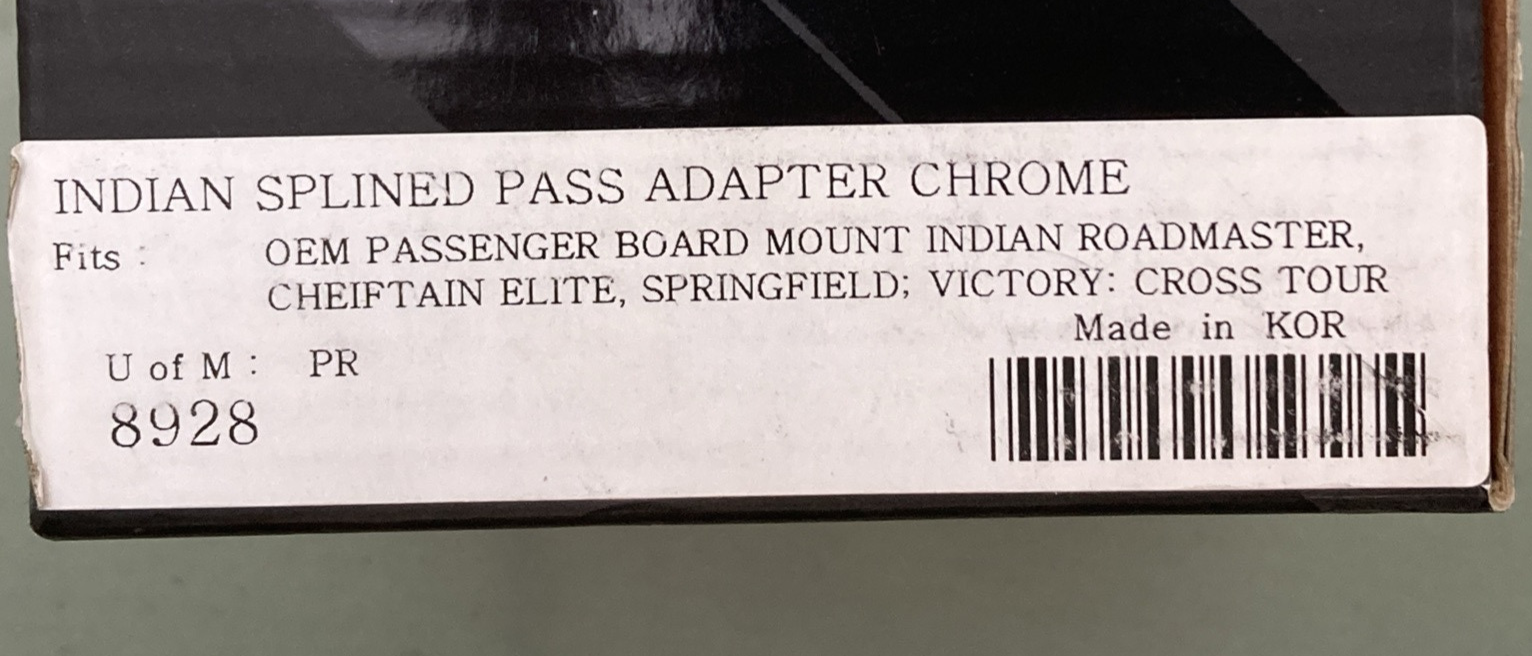 INDIAN SPLINED PASS ADAPTER CHROME
Fits : OEM PASSENGER BOARD MOUNT INDIAN ROADMASTER,
CHEIFTAIN ELITE, SPRINGFIELD; VICTORY: CROSS TOUR
Made in KOR
U of M : PR
8928